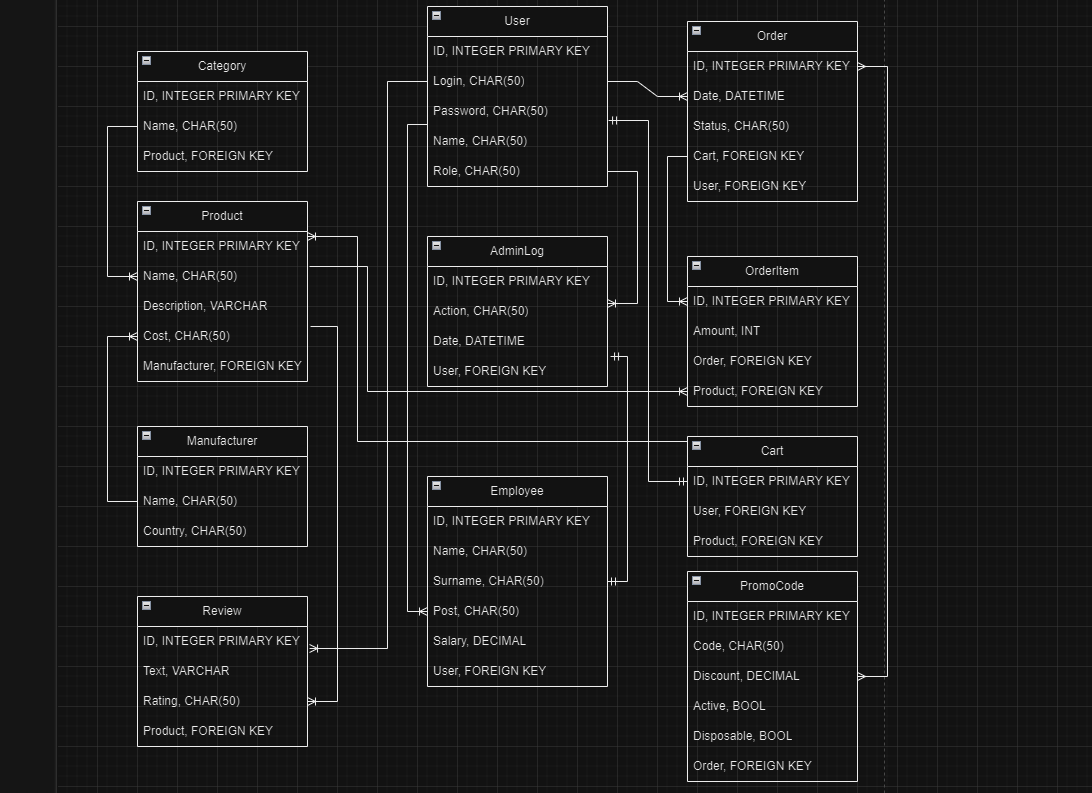 Category
ID, INTEGER PRIMARY KEY
Name, CHAR(50)
Product, FOREIGN KEY
Product
ID, INTEGER PRIMARY KEY
Name, CHAR(50)
Description, VARCHAR
Cost, CHAR(50)
Manufacturer, FOREIGN KEY
Manufacturer
ID, INTEGER PRIMARY KEY
Name, CHAR(50)
Country, CHAR(50)
Review
ID, INTEGER PRIMARY KEY
Text, VARCHAR
Rating, CHAR(50)
Product, FOREIGN KEY
User
ID, INTEGER PRIMARY KEY
Login, CHAR(50)
Password, CHAR(50)
Name, CHAR(50)
Role, CHAR(50)
AdminLog
ID, INTEGER PRIMARY KEY
Action, CHAR(50)
Date, DATETIME
User, FOREIGN KEY
Employee
ID, INTEGER PRIMARY KEY
Name, CHAR(50)
Surname, CHAR(50)
Post, CHAR(50)
Salary, DECIMAL
User, FOREIGN KEY
Order
ID, INTEGER PRIMARY KEY
Date, DATETIME
Status, CHAR(50)
Cart, FOREIGN KEY
User, FOREIGN KEY
OrderItem
ID, INTEGER PRIMARY KEY
Amount, INT
Order, FOREIGN KEY
Product, FOREIGN KEY
Cart
ID, INTEGER PRIMARY KEY
User, FOREIGN KEY
Product, FOREIGN KEY
PromoCode
ID, INTEGER PRIMARY KEY
Code, CHAR(50)
Discount, DECIMAL
Active, BOOL
Disposable, BOOL
Order, FOREIGN KEY